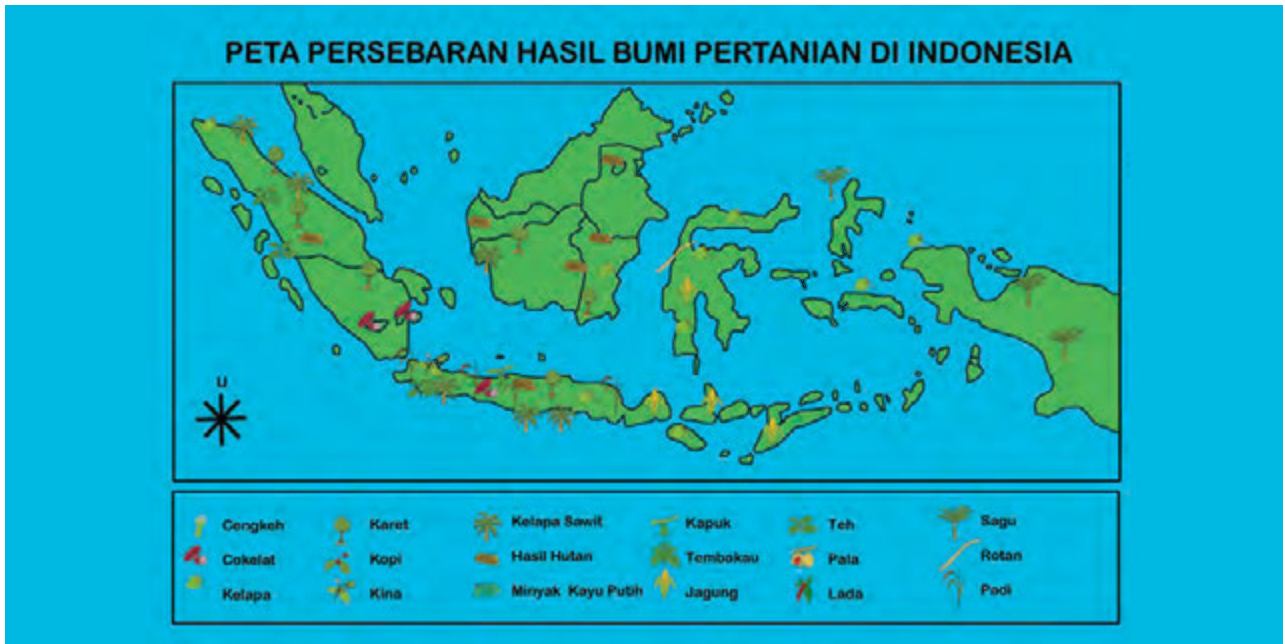 PETA PERSEBARAN HASIL BUMI PERTANIAN DI INDONESIA
U
Cengkeh
Karet
Kelapa Sawit
Kapuk
Teh
Sagu
Cokelat
Kopi
Hasil Hutan
Tembakau
Pala
Rotan
Kelapa
Kina
Minyak Kayu Putih
Jagung
Lada
Padi